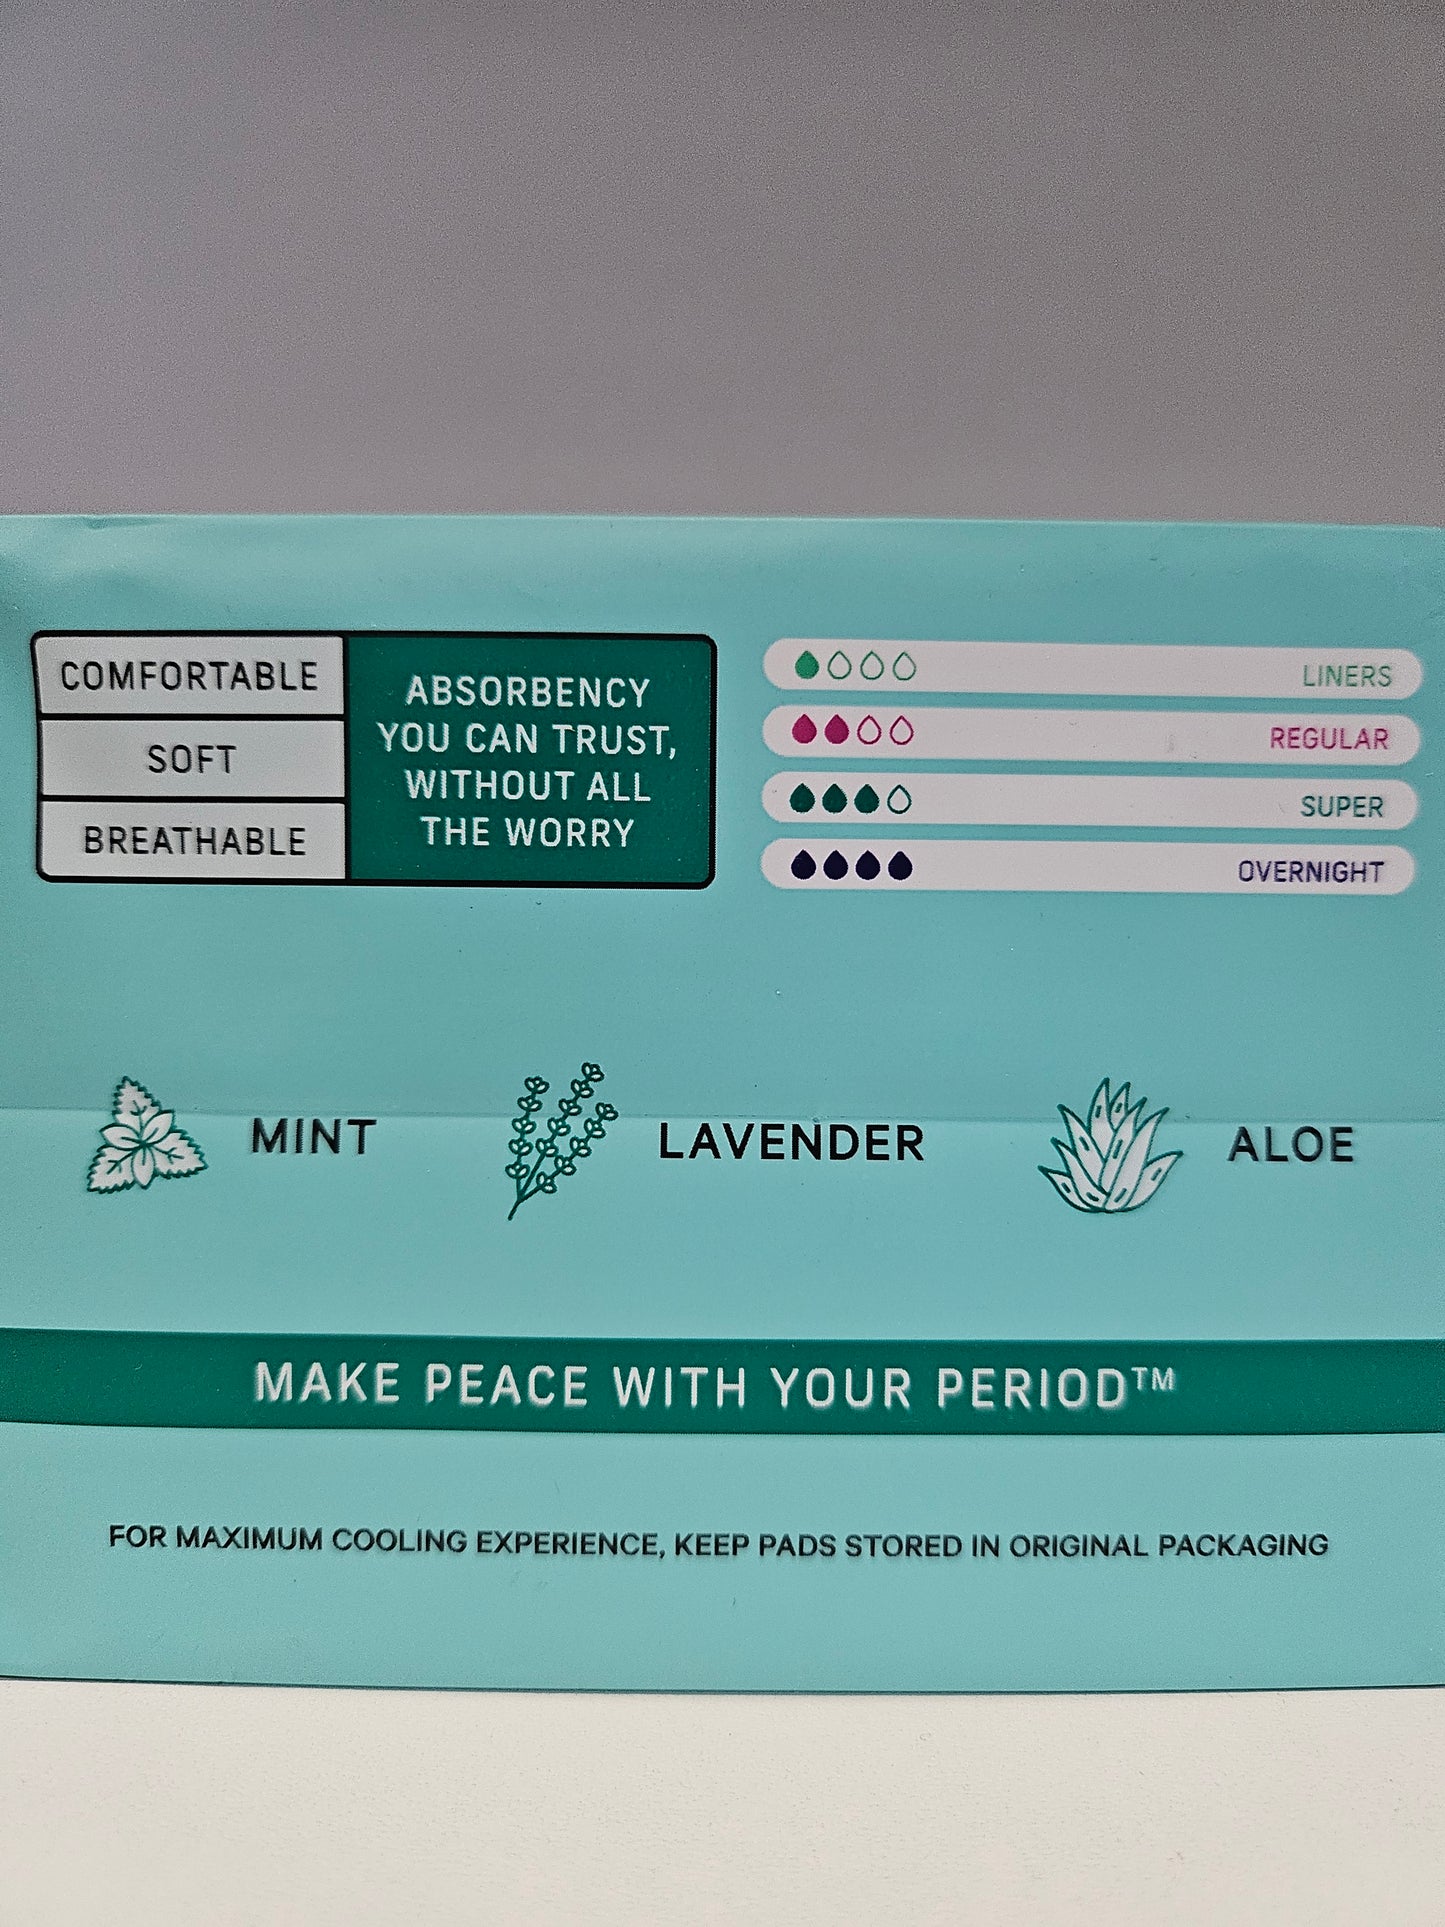 COMFORTABLE
SOFT
BREATHABLE
ABSORBENCY
YOU CAN TRUST,
WITHOUT ALL
THE WORRY
LINERS
REGULAR
SUPER
OVERNIGHT
MINT
LAVENDER
ALOE
MAKE PEACE WITH YOUR PERIOD™
FOR MAXIMUM COOLING EXPERIENCE, KEEP PADS STORED IN ORIGINAL PACKAGING